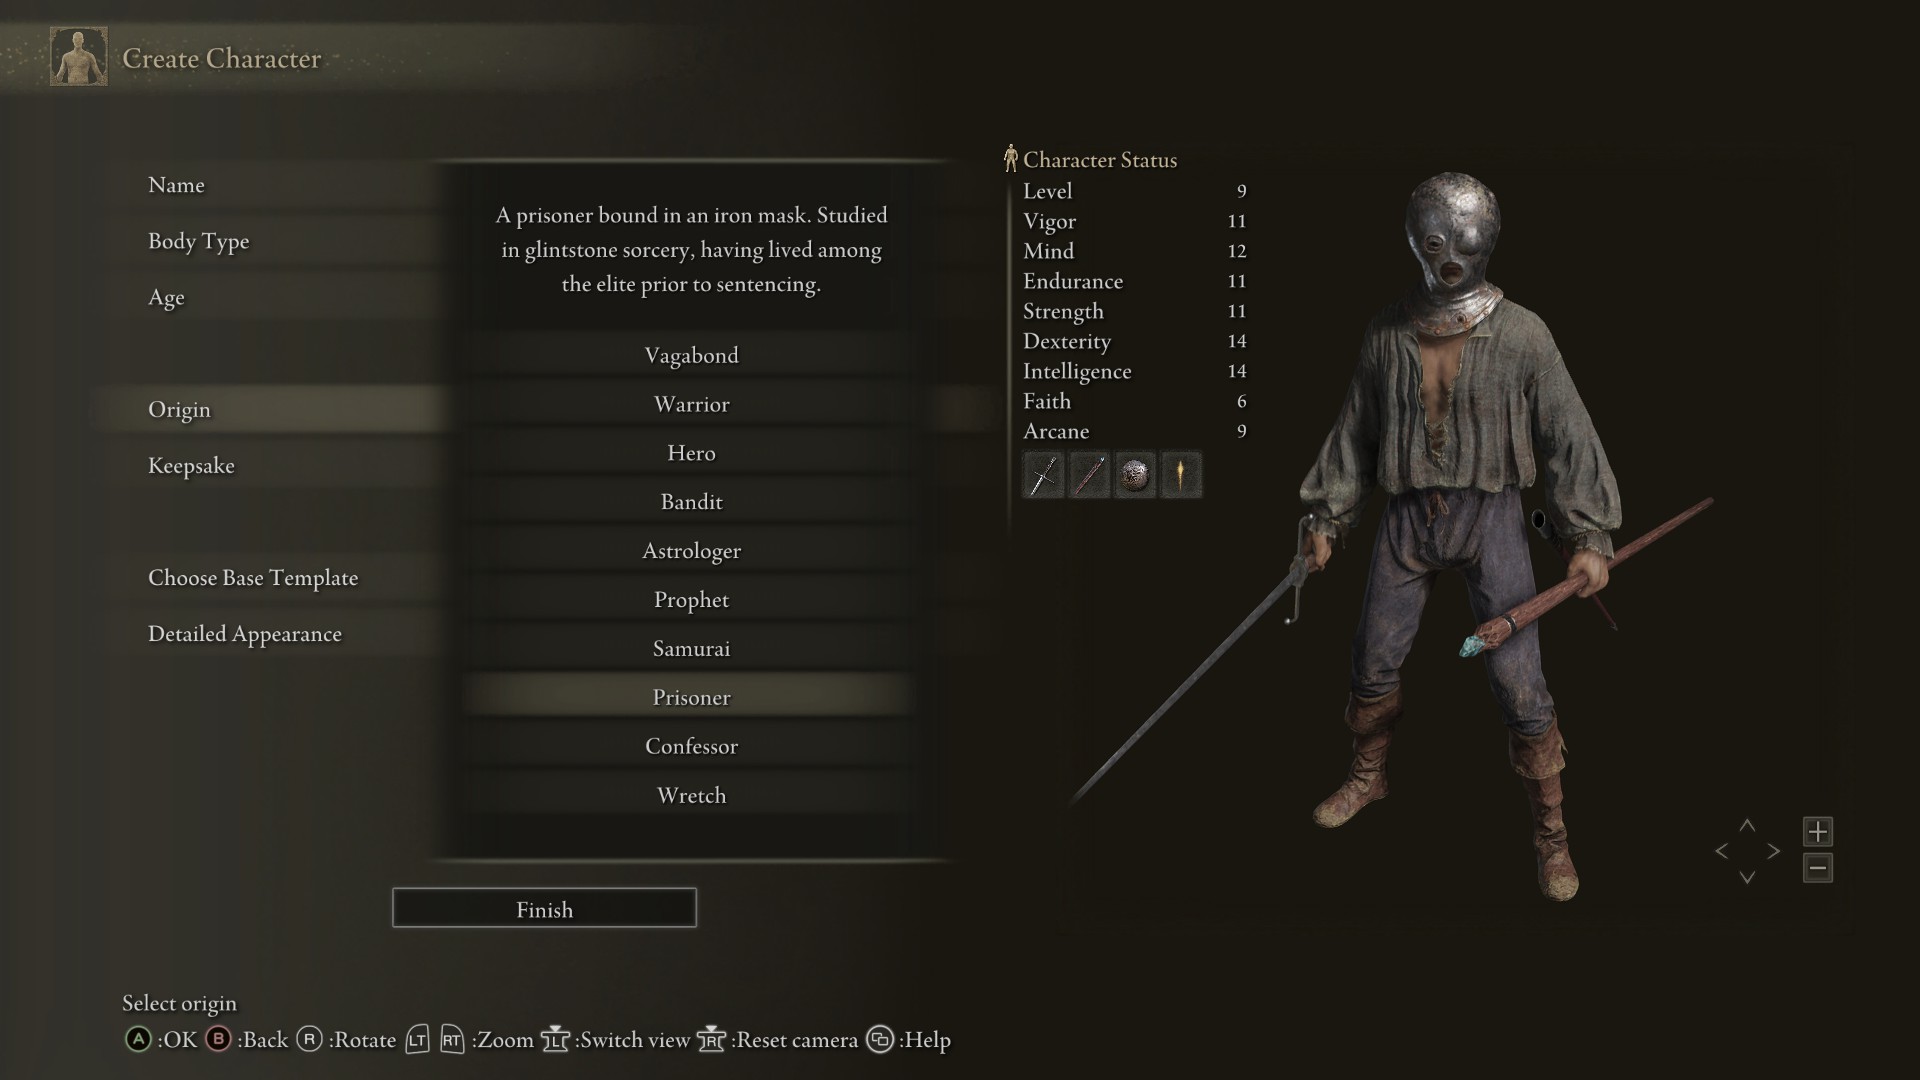 Create Character
Name
Body Type
Age
Origin
Keepsake
Choose Base Template
Detailed Appearance
A prisoner bound in an iron mask. Studied
in glintstone sorcery, having lived among
the elite prior to sentencing.
Vagabond
Warrior
Hero
Bandit
Astrologer
Prophet
Samurai
Prisoner
Confessor
Wretch
Finish
Character Status
Level 9
Vigor 11
Mind 12
Endurance 11
Strength 11
Dexterity 14
Intelligence 14
Faith 6
Arcane 9
Select origin
A :OK B :Back R :Rotate LT RT :Zoom L :Switch view R :Reset camera :Help